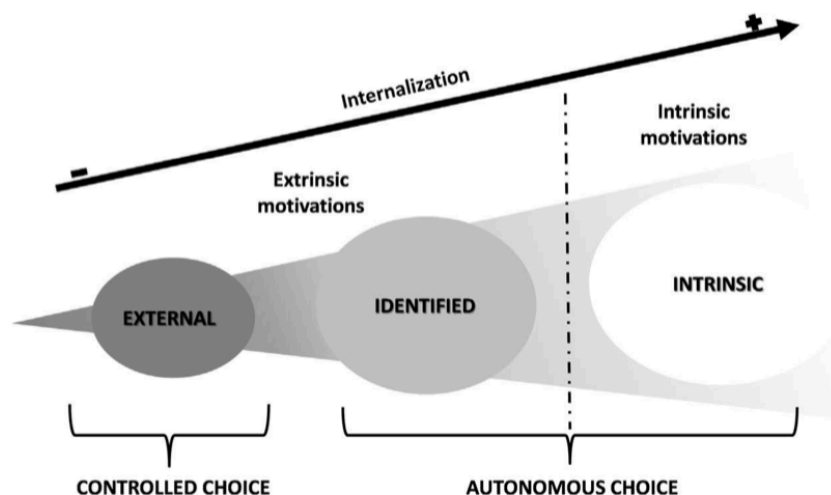 +
Internalization
-
Intrinsic
motivations
Extrinsic
motivations
EXTERNAL
IDENTIFIED
INTRINSIC
CONTROLLED CHOICE
AUTONOMOUS CHOICE